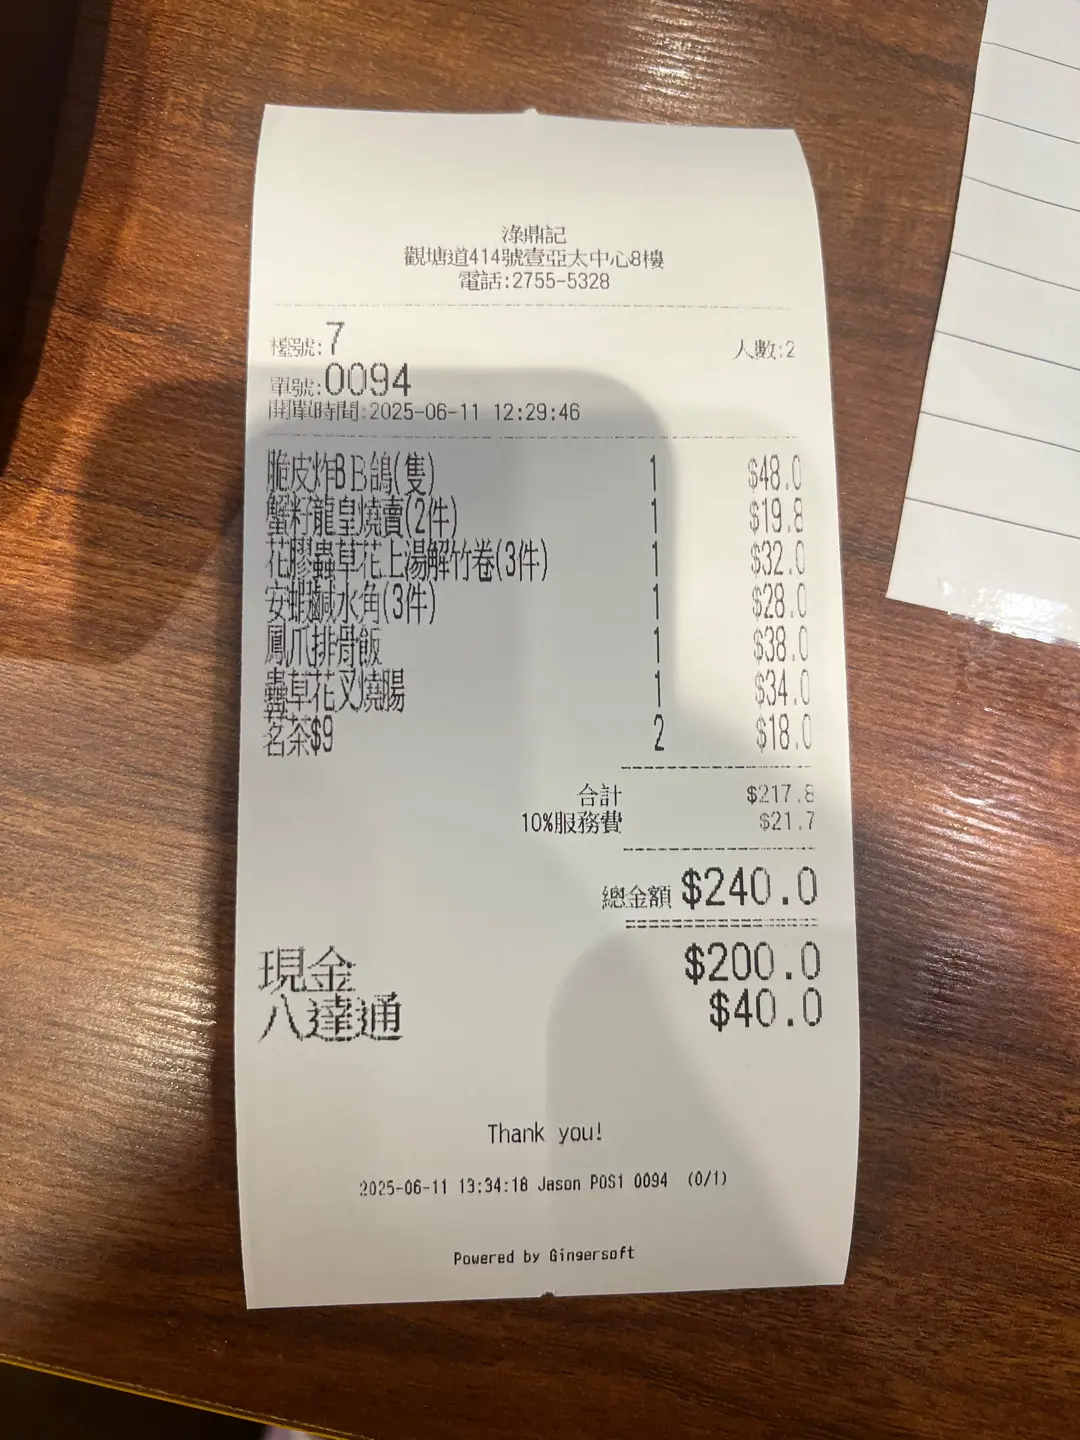 淥鼎記
觀塘道414號壹亞太中心8樓
電話:2755-5328
檯號:7 人數:2
單號:0094
開單時間:2025-06-11 12:29:46
脆皮炸BB鴿(隻) 1 $48.0
蟹籽龍皇燒賣(2件) 1 $19.8
花膠蟲草花上湯解竹卷(3件) 1 $32.0
安蝦鹹水角(3件) 1 $28.0
鳳爪排骨飯 1 $38.0
蟲草花叉燒腸 1 $34.0
茗茶$9 2 $18.0
合計 $217.8
10%服務費 $21.7
總金額 $240.0
現金 $200.0
八達通 $40.0
Thank you!
2025-06-11 13:34:18 Jason POS1 0094 (0/1)
Powered by Gingersoft